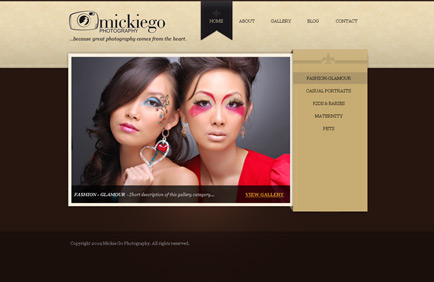 mickiego
PHOTOGRAPHY
...because great photography comes from the heart.
HOME ABOUT GALLERY BLOG CONTACT
FASHION-GLAMOUR
CASUAL PORTRAITS
KIDS & BABIES
MATERNITY
PETS
FASHION - GLAMOUR - Short description of this gallery category.... VIEW GALLERY
Copyright 2009 Mickie Go Photography. All rights reserved.